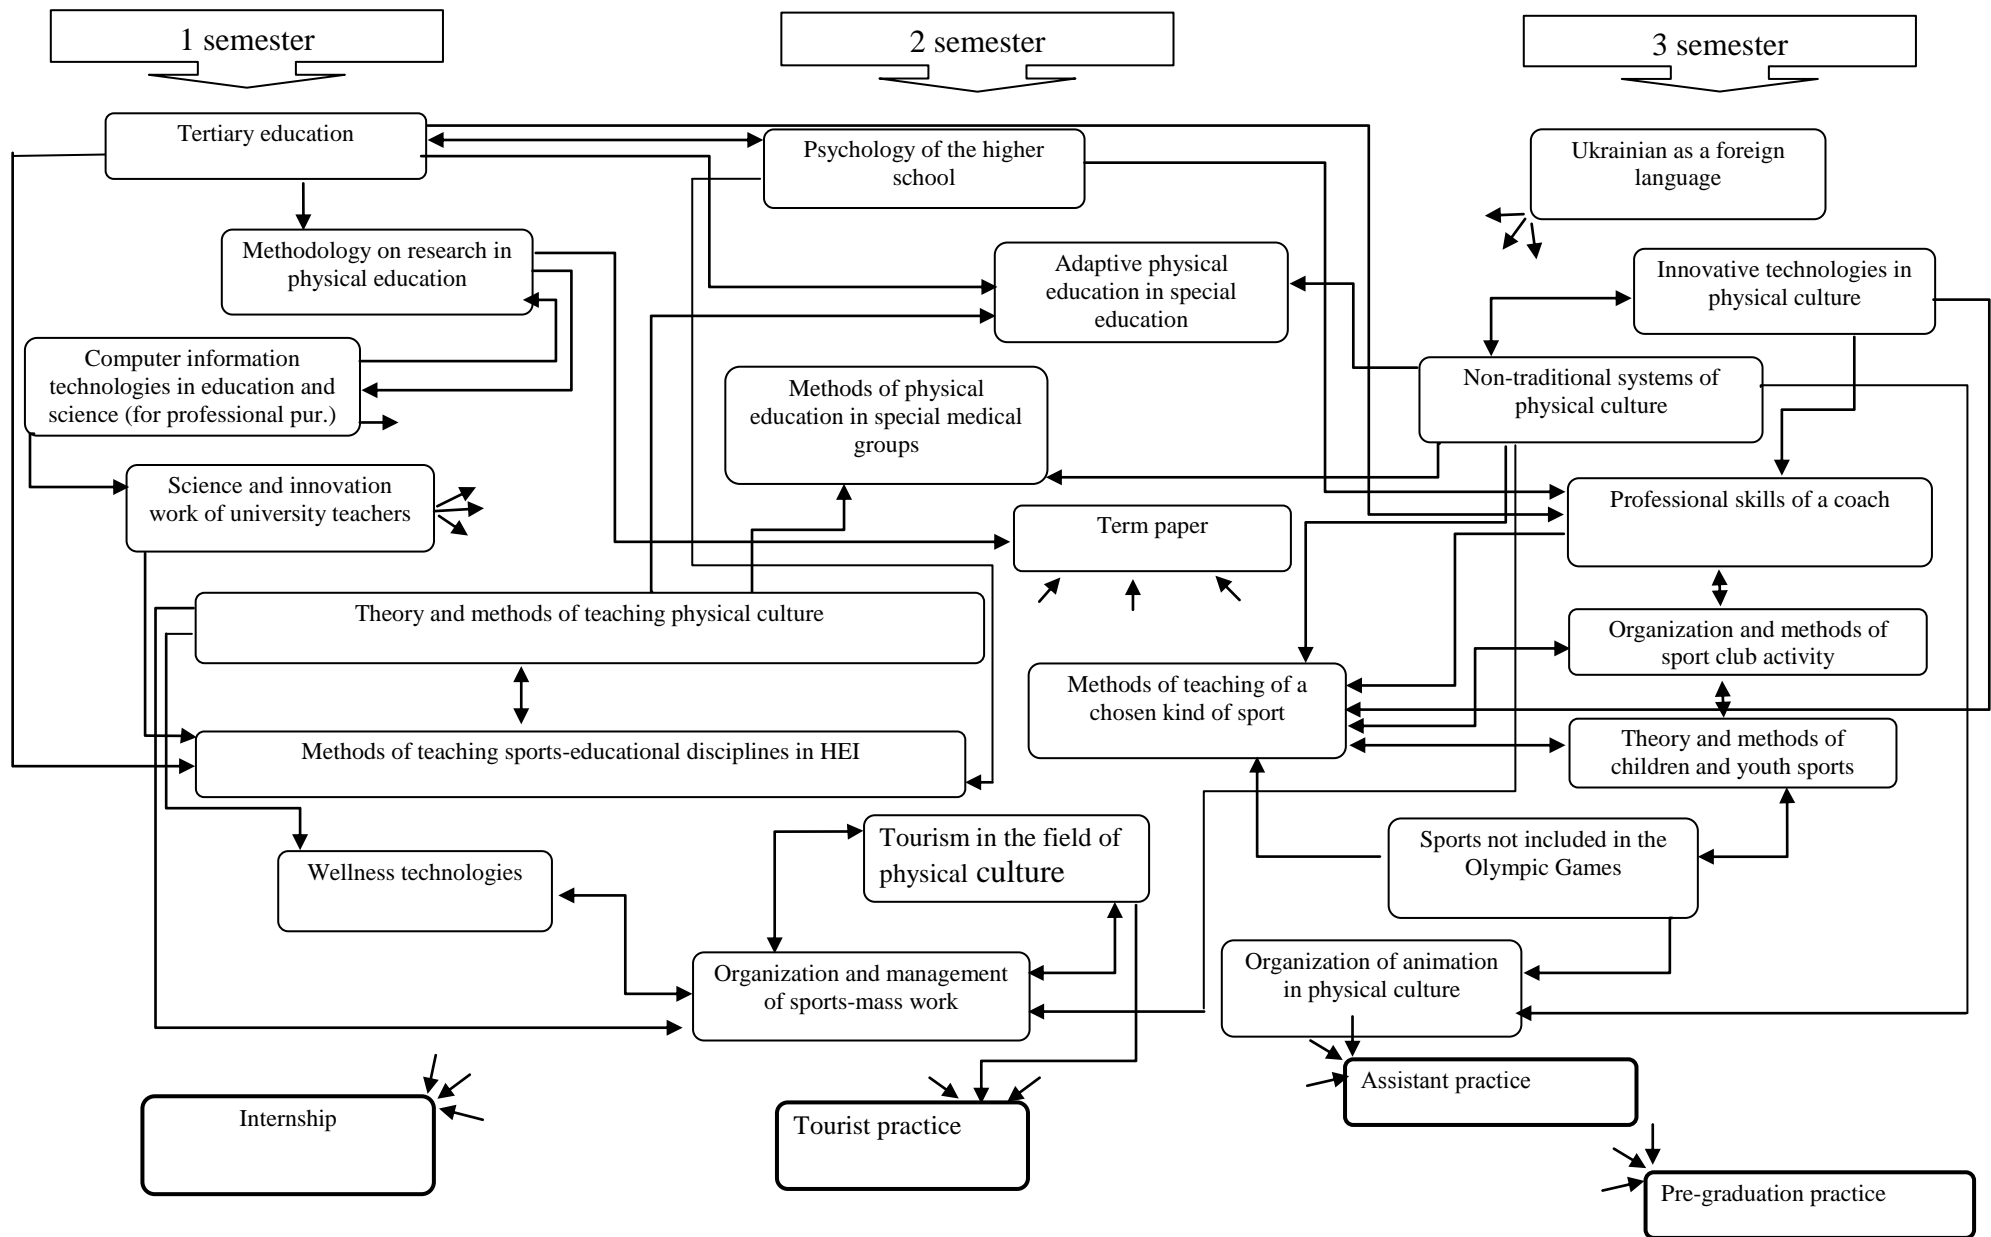 1 semester
2 semester
3 semester
Tertiary education
Psychology of the higher
school
Ukrainian as a foreign
language
Methodology on research in
physical education
Adaptive physical
education in special
education
Innovative technologies in
physical culture
Computer information
technologies in education and
science (for professional pur.)
Methods of physical
education in special medical
groups
Non-traditional systems of
physical culture
Science and innovation
work of university teachers
Term paper
Professional skills of a coach
Theory and methods of teaching physical culture
Organization and methods of
sport club activity
Methods of teaching of a
chosen kind of sport
Methods of teaching sports-educational disciplines in HEI
Theory and methods of
children and youth sports
Wellness technologies
Tourism in the field of
physical culture
Sports not included in the
Olympic Games
Organization and management
of sports-mass work
Organization of animation
in physical culture
Internship
Tourist practice
Assistant practice
Pre-graduation practice